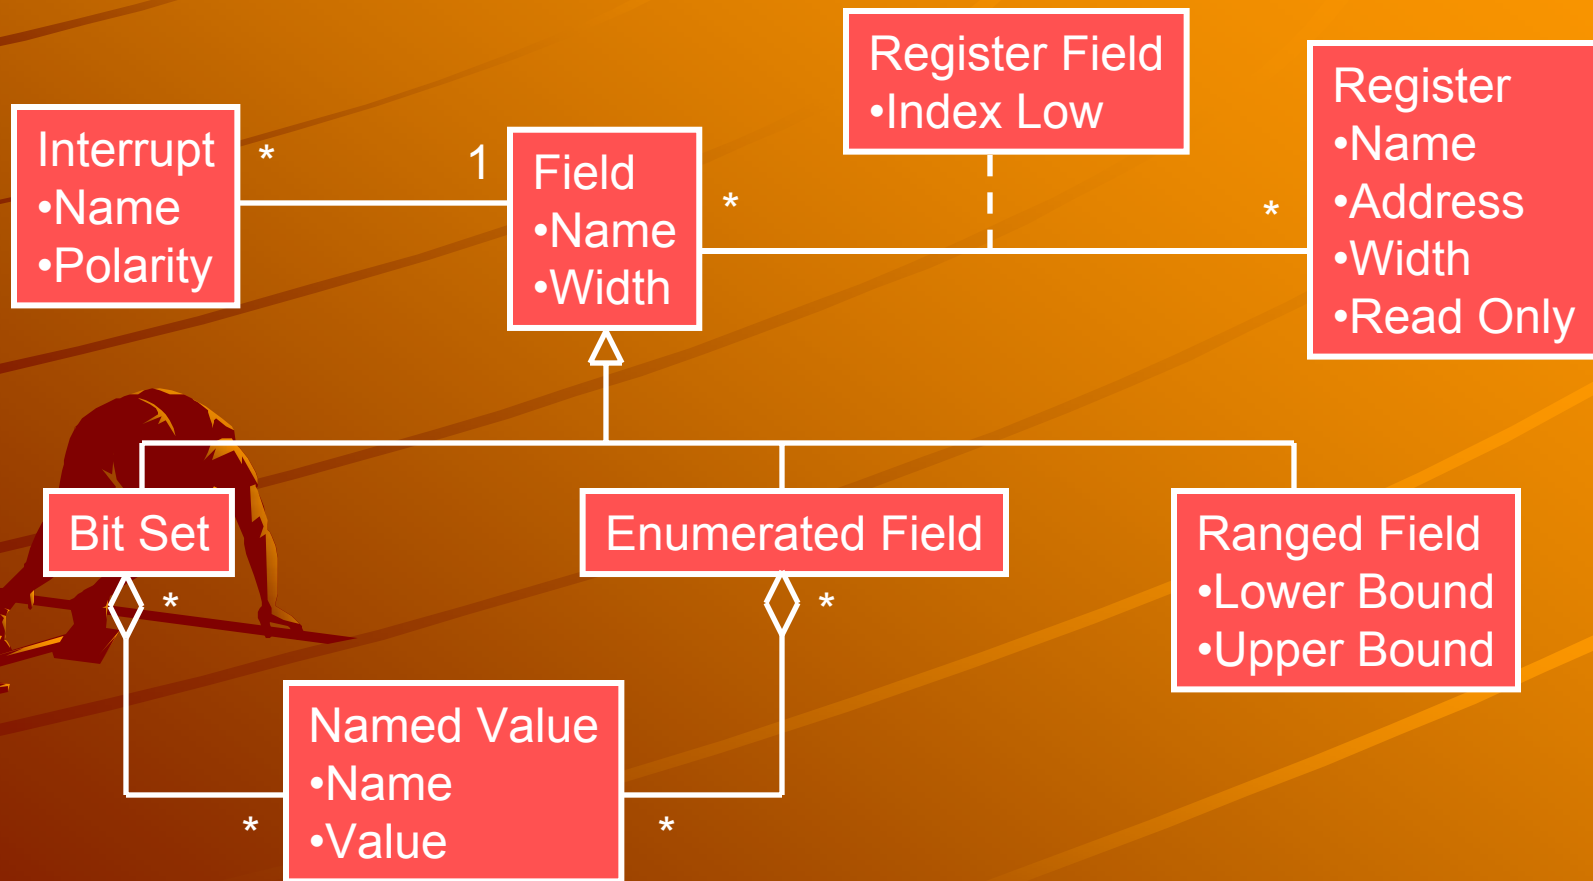 Register Field
•Index Low
Register
•Name
•Address
•Width
•Read Only
Interrupt
•Name
•Polarity
*
1
Field
•Name
•Width
*
*
Bit Set
*
Enumerated Field
*
Ranged Field
•Lower Bound
•Upper Bound
Named Value
•Name
•Value
*
*